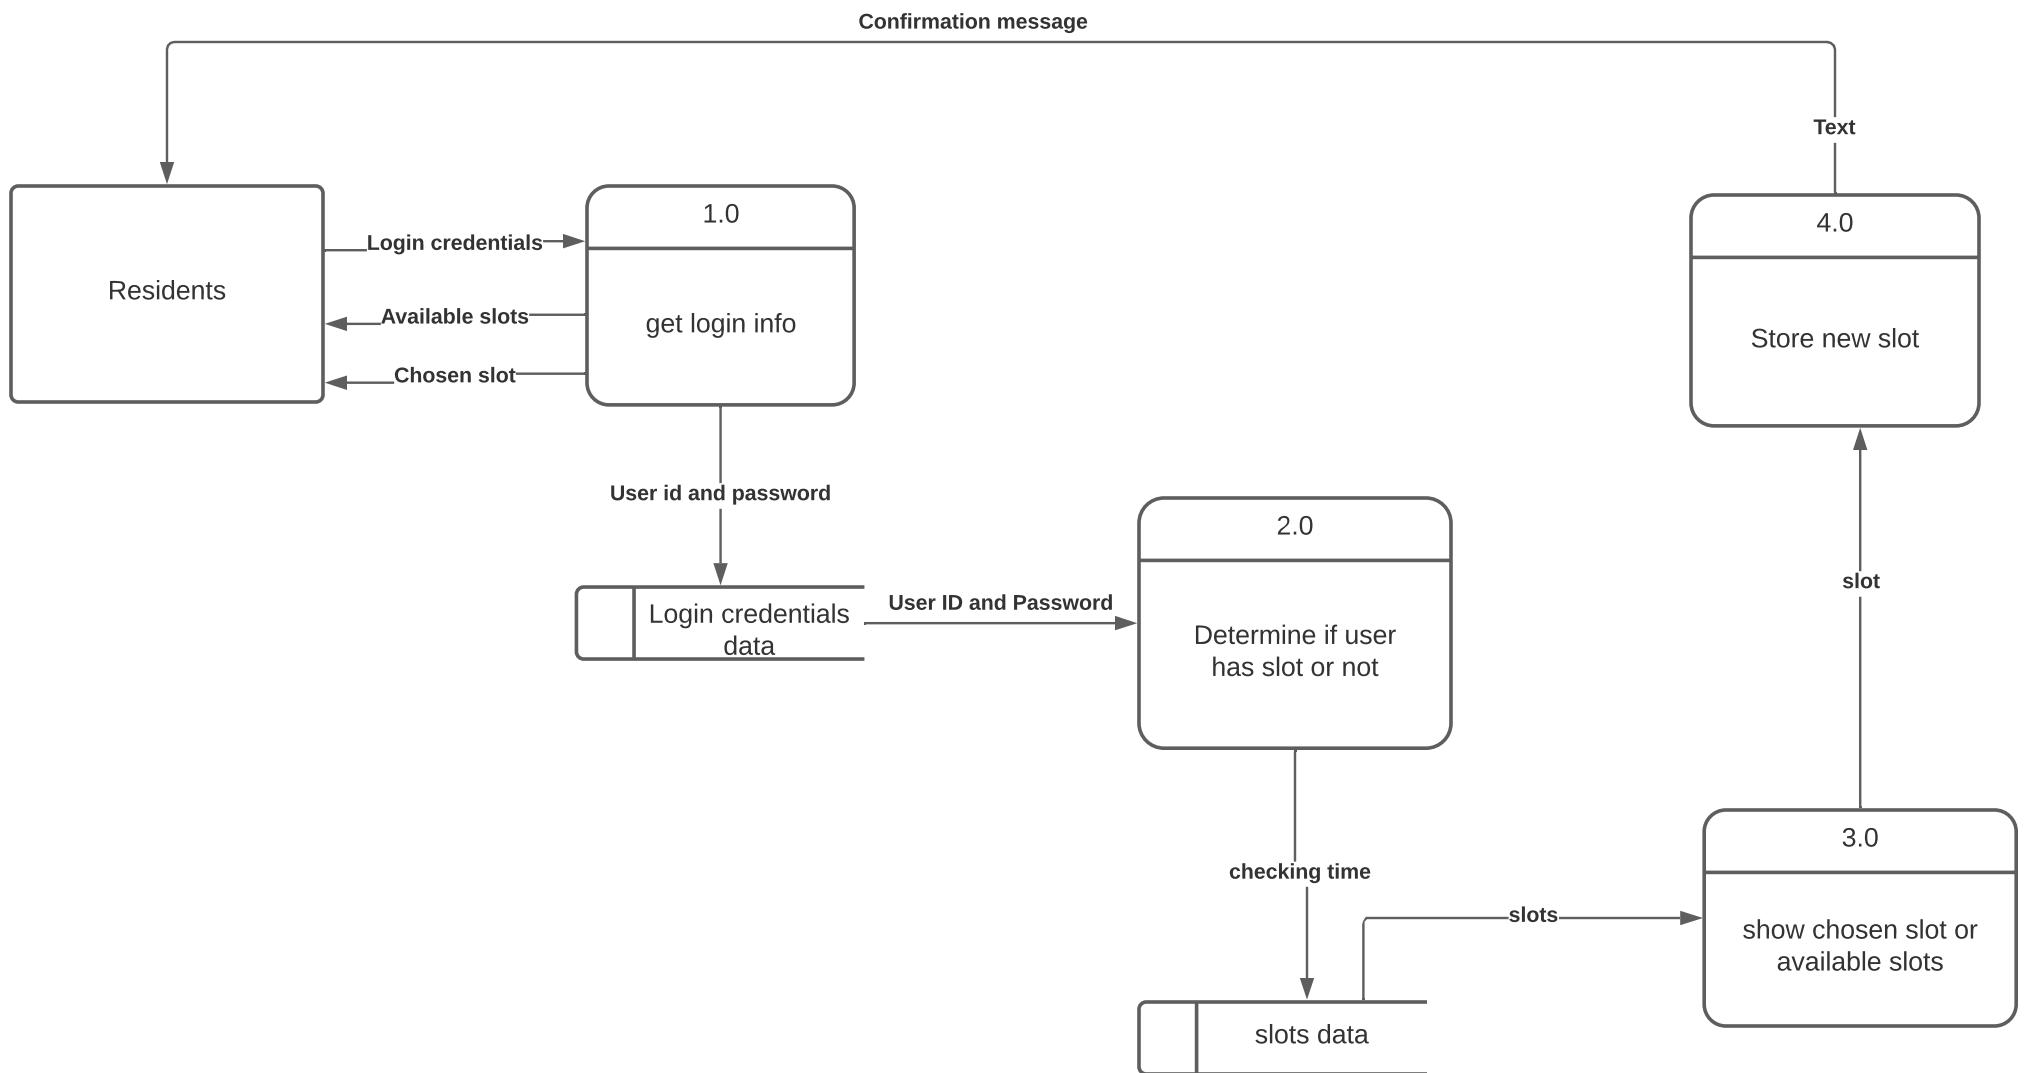 Confirmation message
Text
Residents
Login credentials
Available slots
Chosen slot
1.0
get login info
4.0
Store new slot
User id and password
Login credentials
data
User ID and Password
2.0
Determine if user
has slot or not
slot
checking time
slots
3.0
show chosen slot or
available slots
slots data